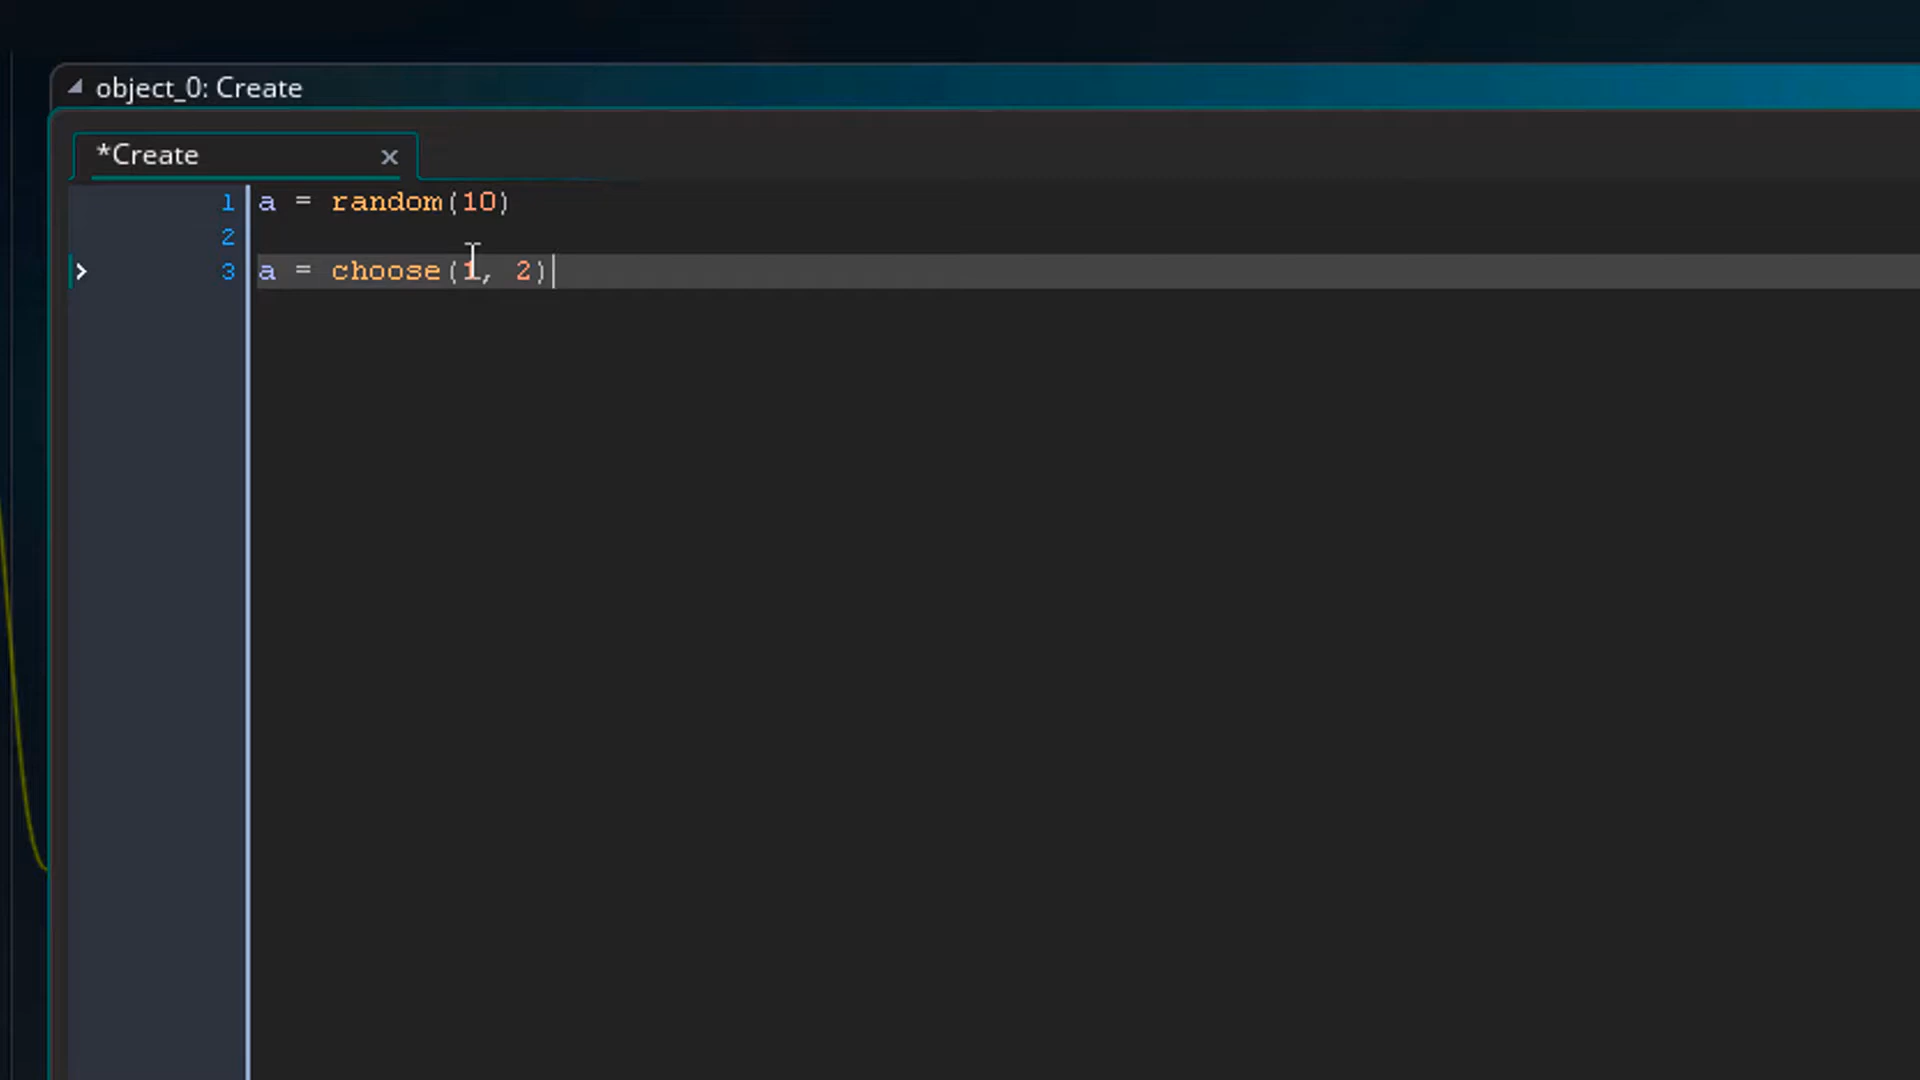 object_0: Create
*Create
1 a = random(10)
2
3 a = choose(1, 2)